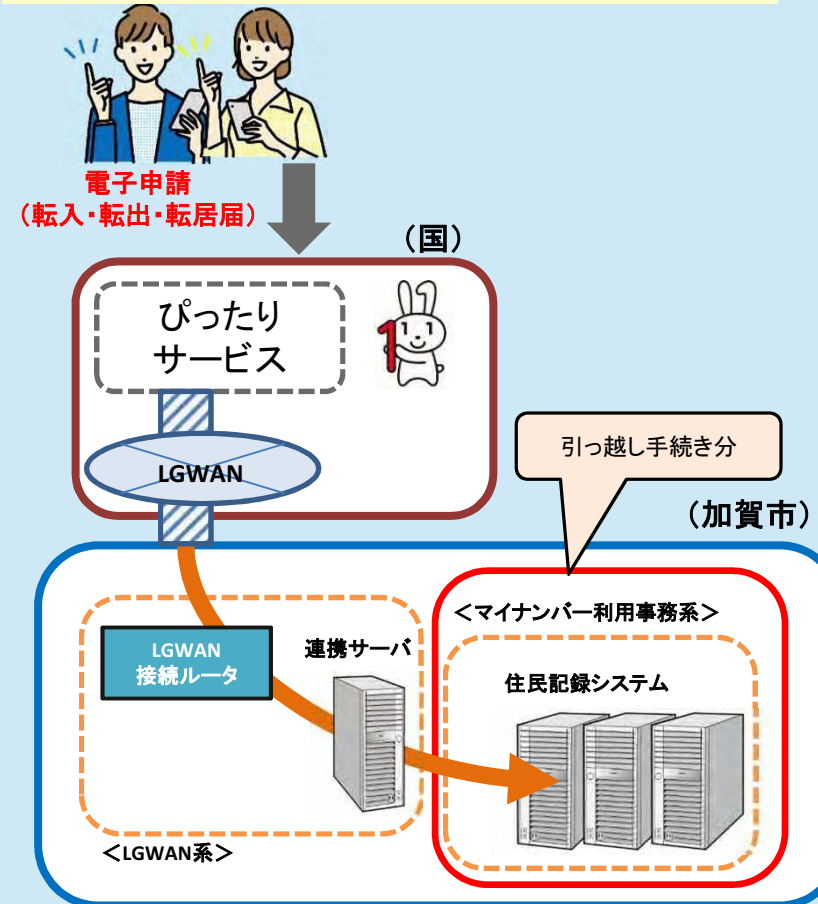 電子申請
（転入・転出・転居届）
（国）
ぴったり
サービス
1
LGWAN
引っ越し手続き分
（加賀市）
＜マイナンバー利用事務系＞
LGWAN
接続ルータ
連携サーバ
住民記録システム
＜LGWAN系＞